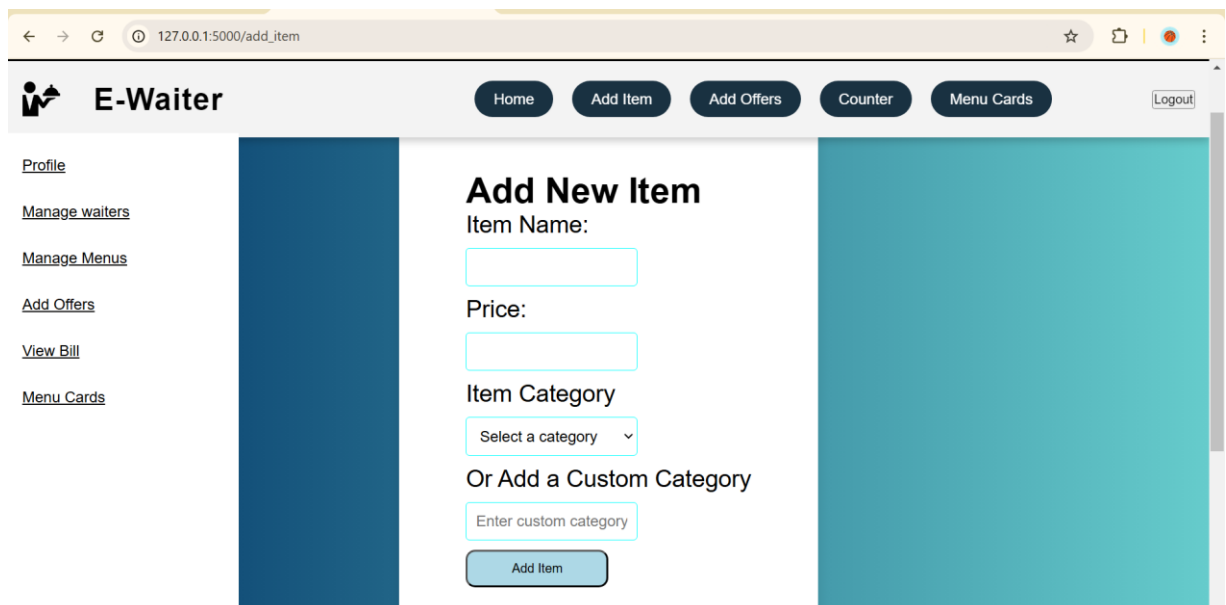 127.0.0.1:5000/add_item
E-Waiter
Home Add Item Add Offers Counter Menu Cards Logout
Profile
Manage waiters
Manage Menus
Add Offers
View Bill
Menu Cards
Add New Item
Item Name:
Price:
Item Category
Select a category
Or Add a Custom Category
Enter custom category
Add Item